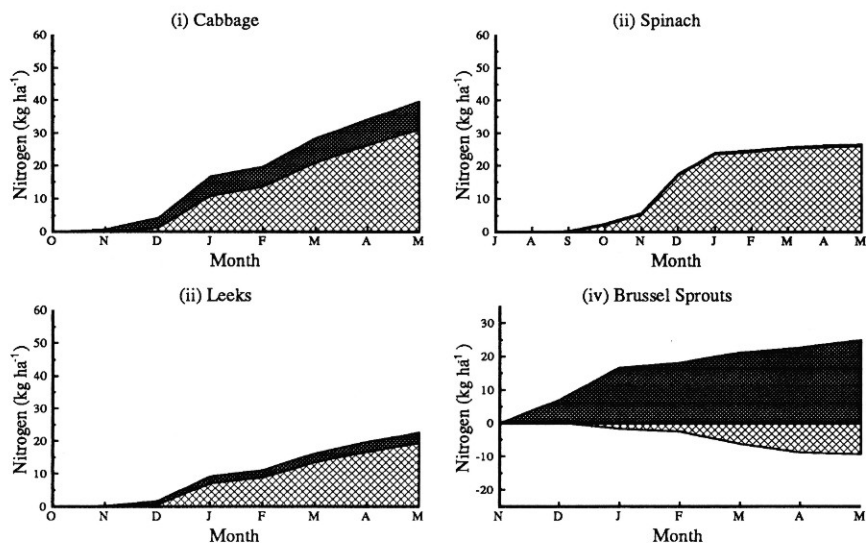 (i) Cabbage
Nitrogen (kg ha⁻¹)
60
50
40
30
20
10
0
O N D J F M A M
Month
(ii) Spinach
Nitrogen (kg ha⁻¹)
60
50
40
30
20
10
0
J A S O N D J F M A M
Month
(ii) Leeks
Nitrogen (kg ha⁻¹)
60
50
40
30
20
10
0
O N D J F M A M
Month
(iv) Brussel Sprouts
Nitrogen (kg ha¹)
30
20
10
0
-10
-20
N D J F M A M
Month